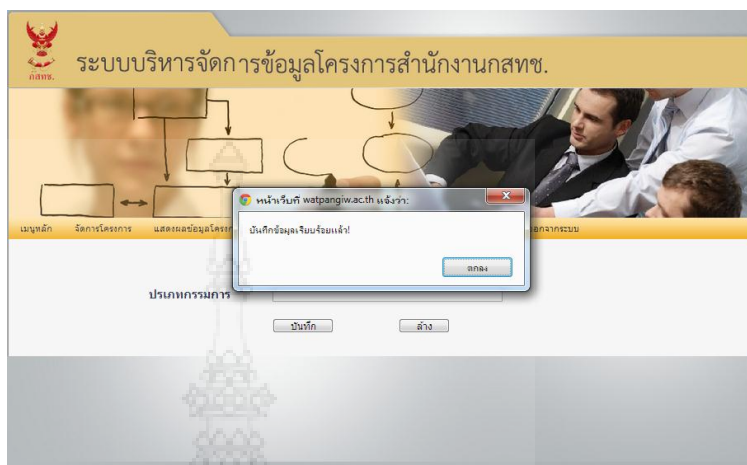 กสทช.
ระบบบริหารจัดการข้อมูลโครงการสำนักงานกสทช.
หน้าเว็บที่ watpangiw.ac.th แจ้งว่า:
บันทึกข้อมูลเรียบร้อยแล้ว!
ตกลง
เมนูหลัก จัดการโครงการ แสดงผลข้อมูลโครงก อกจากระบบ
ประเภทกรรมการ
บันทึก ล้าง